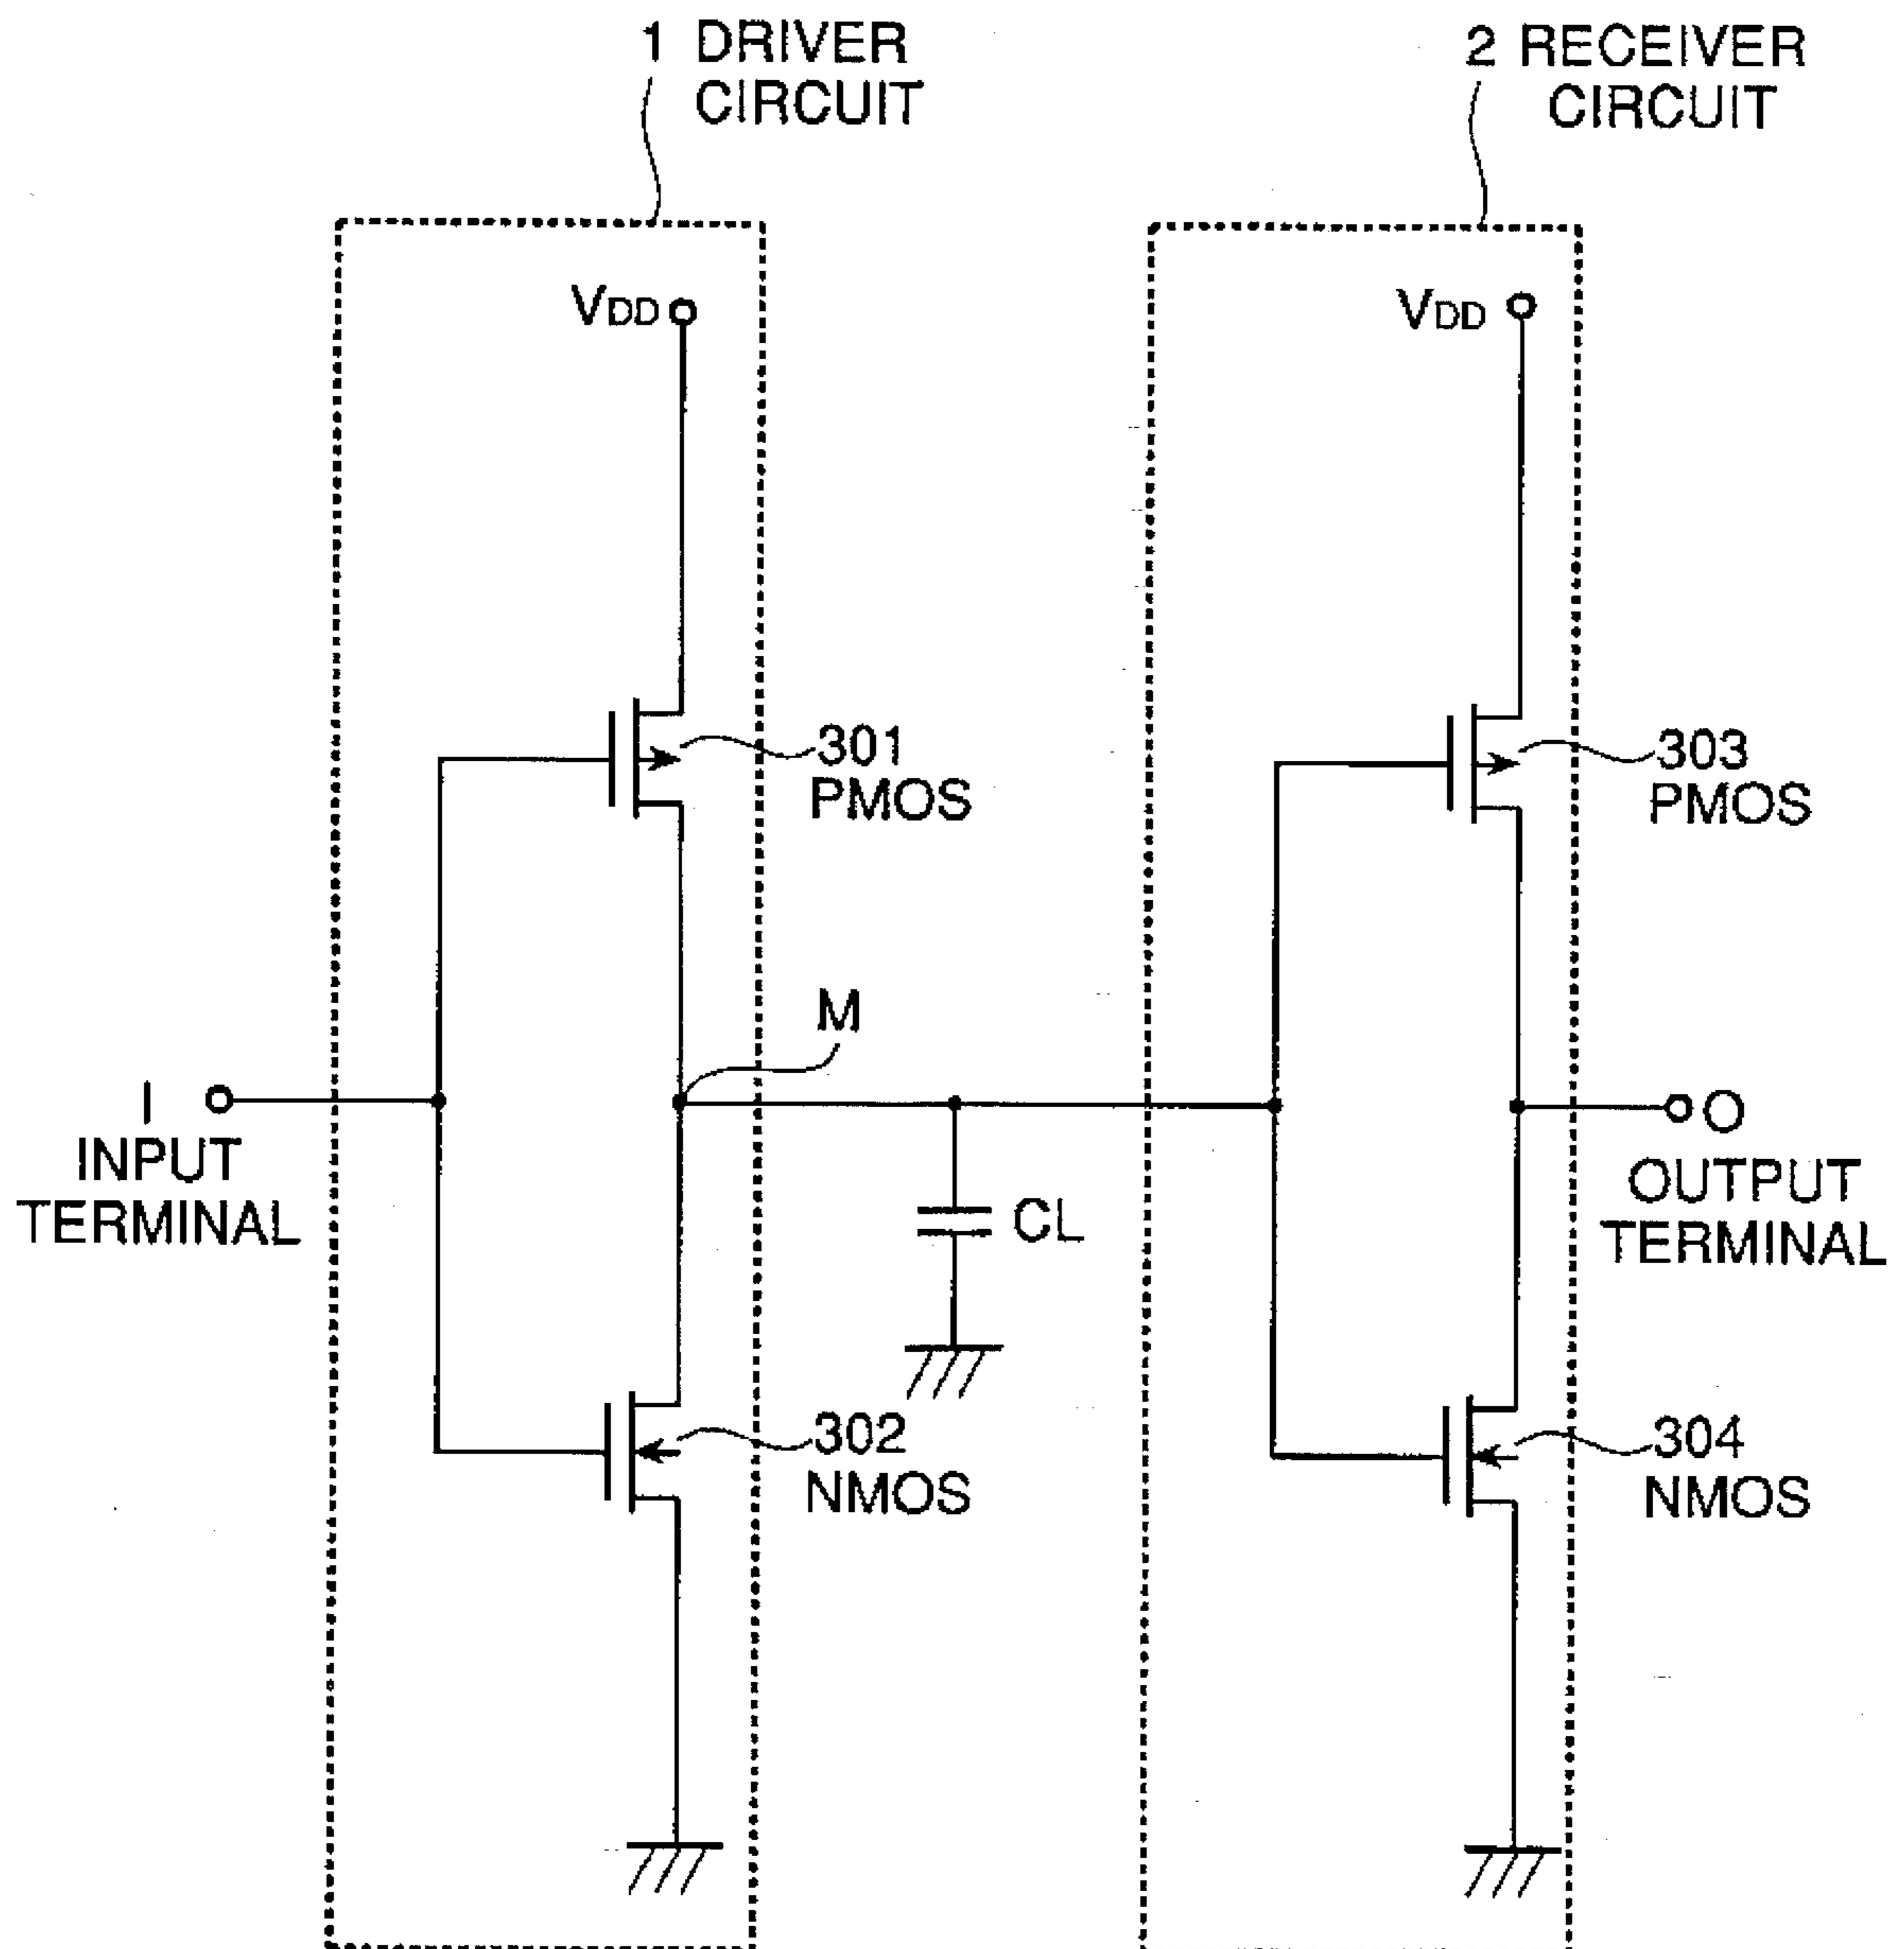 1 DRIVER
CIRCUIT
2 RECEIVER
CIRCUIT
VDD
VDD
301
PMOS
303
PMOS
M
I
INPUT
TERMINAL
CL
O
OUTPUT
TERMINAL
302
NMOS
304
NMOS